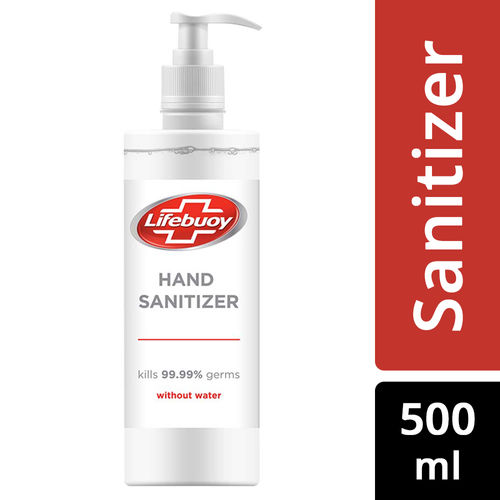 Lifebuoy
HAND
SANITIZER
kills 99.99% germs
without water
Sanitizer
500
ml